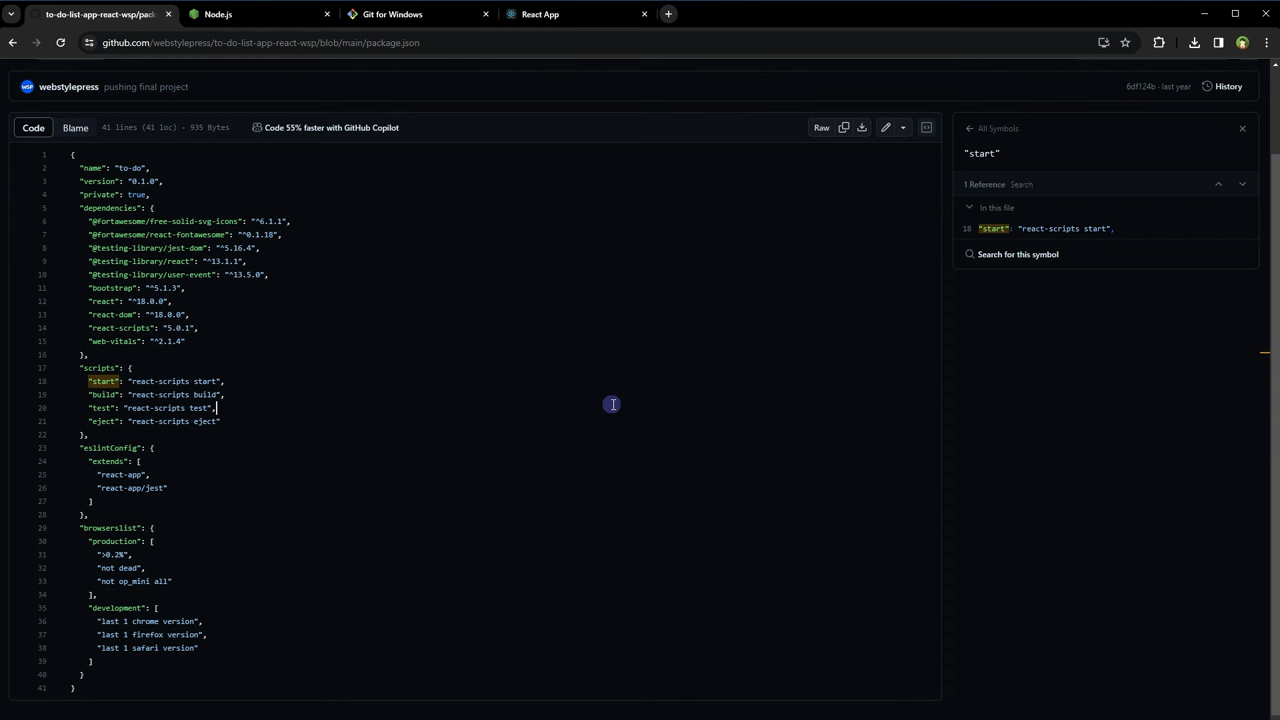 to-do-list-app-react-wsp/pack
Node.js
Git for Windows
React App
github.com/webstylepress/to-do-list-app-react-wsp/blob/main/package.json
WSP webstylepress pushing final project
6df124b · last year History
Code Blame 41 lines (41 loc) · 935 Bytes Code 55% faster with GitHub Copilot Raw
1 {
2 "name": "to-do",
3 "version": "0.1.0",
4 "private": true,
5 "dependencies": {
6 "@fortawesome/free-solid-svg-icons": "^6.1.1",
7 "@fortawesome/react-fontawesome": "^0.1.18",
8 "@testing-library/jest-dom": "^5.16.4",
9 "@testing-library/react": "^13.1.1",
10 "@testing-library/user-event": "^13.5.0",
11 "bootstrap": "^5.1.3",
12 "react": "^18.0.0",
13 "react-dom": "^18.0.0",
14 "react-scripts": "5.0.1",
15 "web-vitals": "^2.1.4"
16 },
17 "scripts": {
18 "start": "react-scripts start",
19 "build": "react-scripts build",
20 "test": "react-scripts test",
21 "eject": "react-scripts eject"
22 },
23 "eslintConfig": {
24 "extends": [
25 "react-app",
26 "react-app/jest"
27 ]
28 },
29 "browserslist": {
30 "production": [
31 ">0.2%",
32 "not dead",
33 "not op_mini all"
34 ],
35 "development": [
36 "last 1 chrome version",
37 "last 1 firefox version",
38 "last 1 safari version"
39 ]
40 }
41 }
All Symbols
"start"
1 Reference Search
In this file
18 "start": "react-scripts start",
Search for this symbol